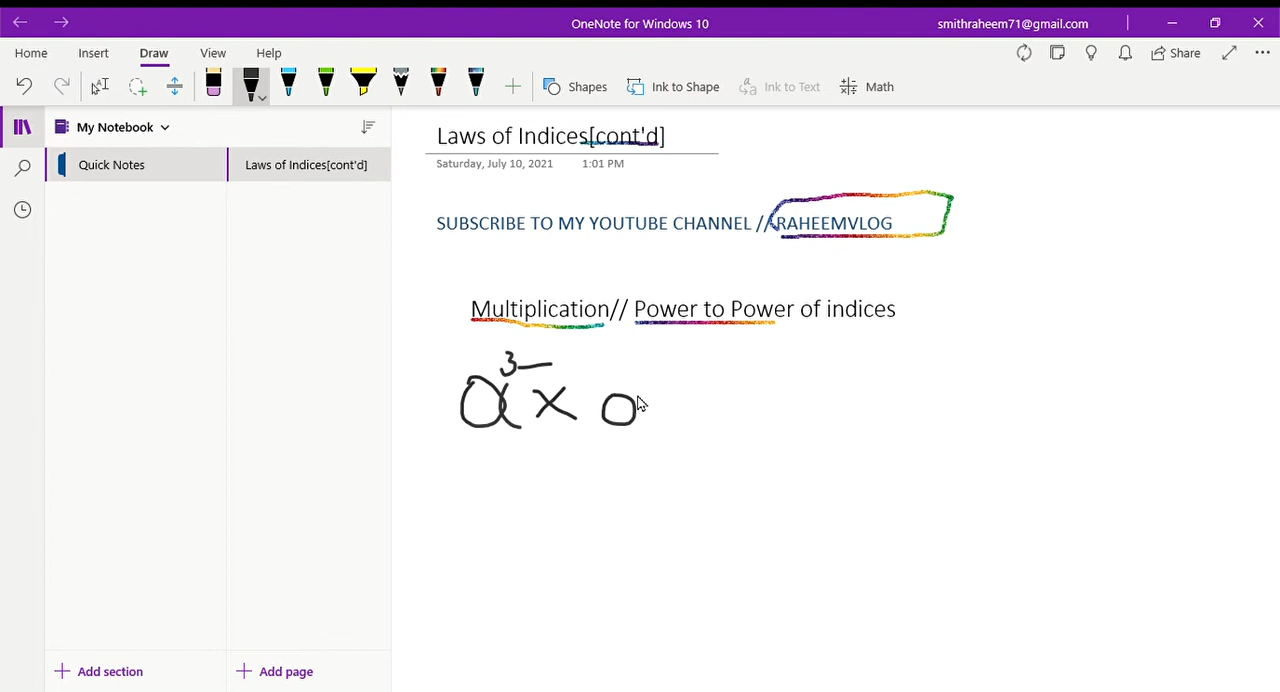 OneNote for Windows 10
smithraheem71@gmail.com
Home Insert Draw View Help
Share
Shapes Ink to Shape Ink to Text Math
My Notebook
Quick Notes
Laws of Indices[cont'd]
Laws of Indices[cont'd]
Saturday, July 10, 2021 1:01 PM
SUBSCRIBE TO MY YOUTUBE CHANNEL // RAHEEMVLOG
Multiplication// Power to Power of indices
a³⁻ × o
Add section
Add page